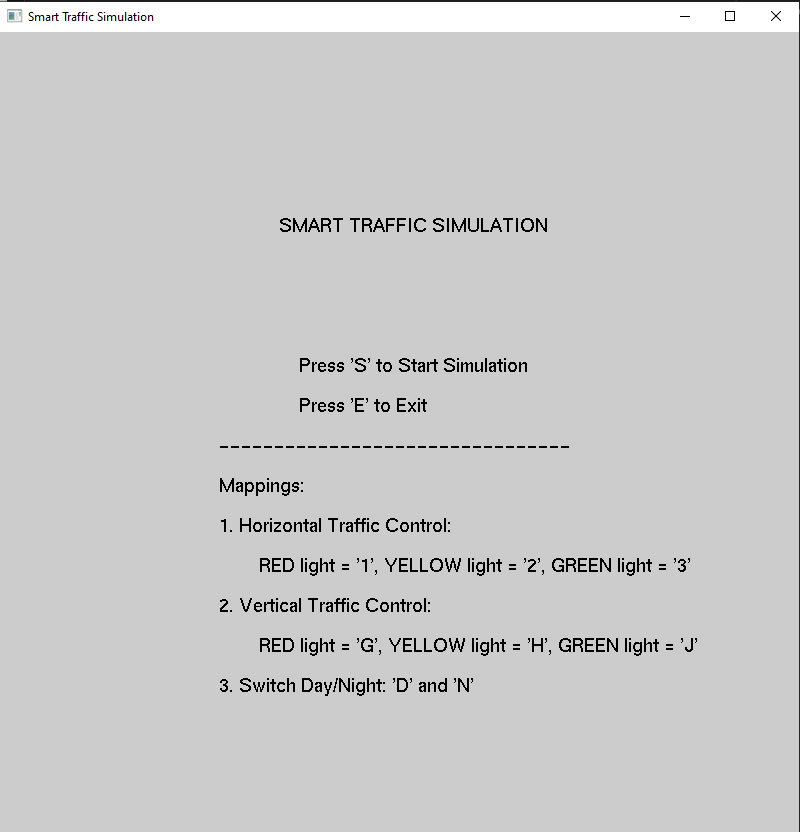 Smart Traffic Simulation
SMART TRAFFIC SIMULATION
Press 'S' to Start Simulation
Press 'E' to Exit
--------------------------------
Mappings:
1. Horizontal Traffic Control:
RED light = '1', YELLOW light = '2', GREEN light = '3'
2. Vertical Traffic Control:
RED light = 'G', YELLOW light = 'H', GREEN light = 'J'
3. Switch Day/Night: 'D' and 'N'